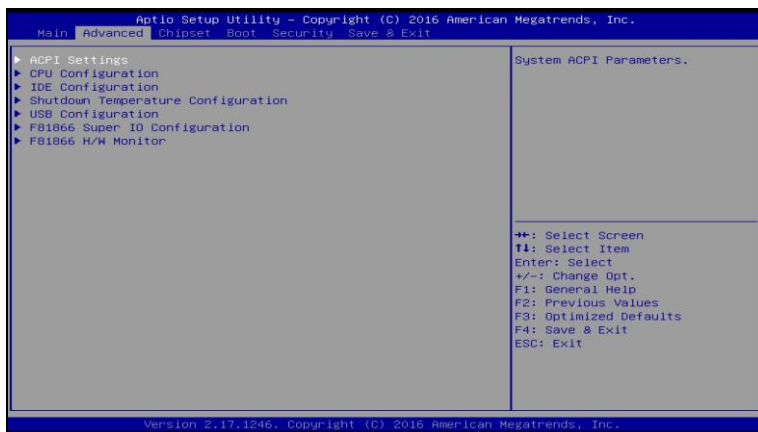 Aptio Setup Utility – Copyright (C) 2016 American Megatrends, Inc.
Main Advanced Chipset Boot Security Save & Exit
▶ ACPI Settings
▶ CPU Configuration
▶ IDE Configuration
▶ Shutdown Temperature Configuration
▶ USB Configuration
▶ F81866 Super IO Configuration
▶ F81866 H/W Monitor
System ACPI Parameters.
→←: Select Screen
↑↓: Select Item
Enter: Select
+/-: Change Opt.
F1: General Help
F2: Previous Values
F3: Optimized Defaults
F4: Save & Exit
ESC: Exit
Version 2.17.1246. Copyright (C) 2016 American Megatrends, Inc.